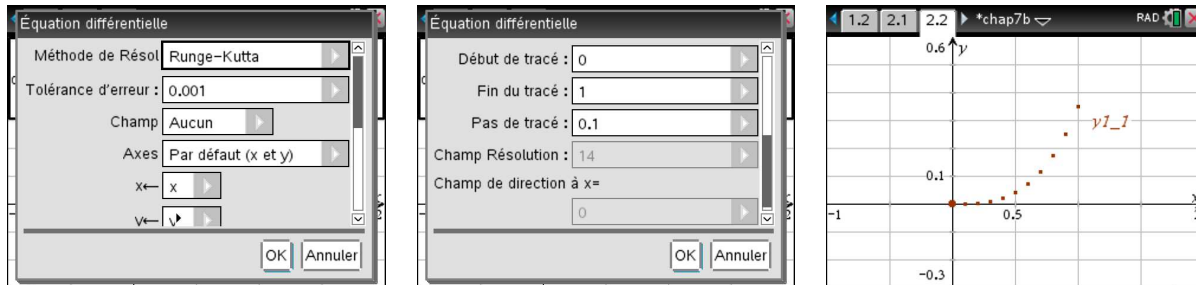 Équation différentielle
Méthode de Résol Runge-Kutta
Tolérance d'erreur : 0.001
Champ Aucun
Axes Par défaut (x et y)
x← x
OK Annuler
Équation différentielle
Début de tracé : 0
Fin du tracé : 1
Pas de tracé : 0.1
Champ Résolution : 14
Champ de direction à x=
0
OK Annuler
1.2 2.1 2.2 *chap7b RAD
0.6 y
y1_1
0.1
x
-1 0.5
-0.3